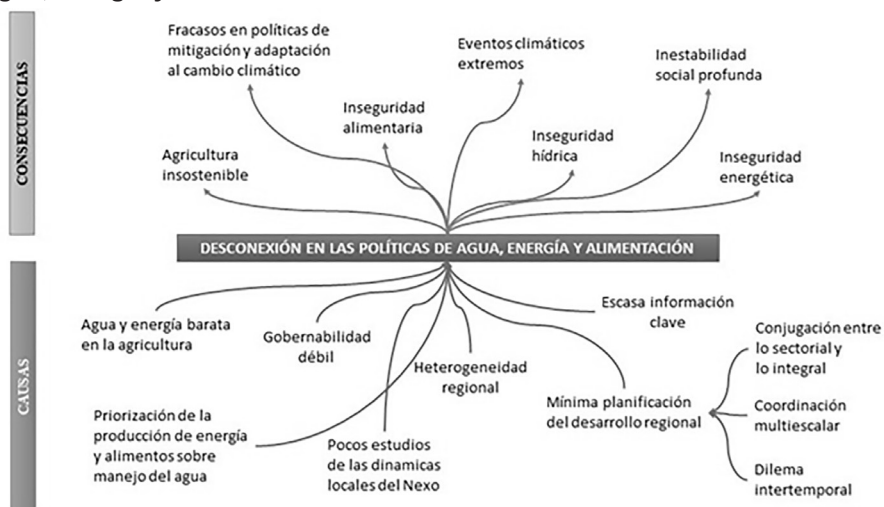 CONSECUENCIAS
Fracasos en políticas de
mitigación y adaptación
al cambio climático
Eventos climáticos
extremos
Inestabilidad
social profunda
Inseguridad
alimentaria
Inseguridad
hídrica
Agricultura
insostenible
Inseguridad
energética
DESCONEXIÓN EN LAS POLÍTICAS DE AGUA, ENERGÍA Y ALIMENTACIÓN
CAUSAS
Agua y energía barata
en la agricultura
Gobernabilidad
débil
Heterogeneidad
regional
Escasa información
clave
Priorización de la
producción de energía
y alimentos sobre
manejo del agua
Pocos estudios
de las dinamicas
locales del Nexo
Mínima planificación
del desarrollo regional
Conjugación entre
lo sectorial y
lo integral
Coordinación
multiescalar
Dilema
intertemporal